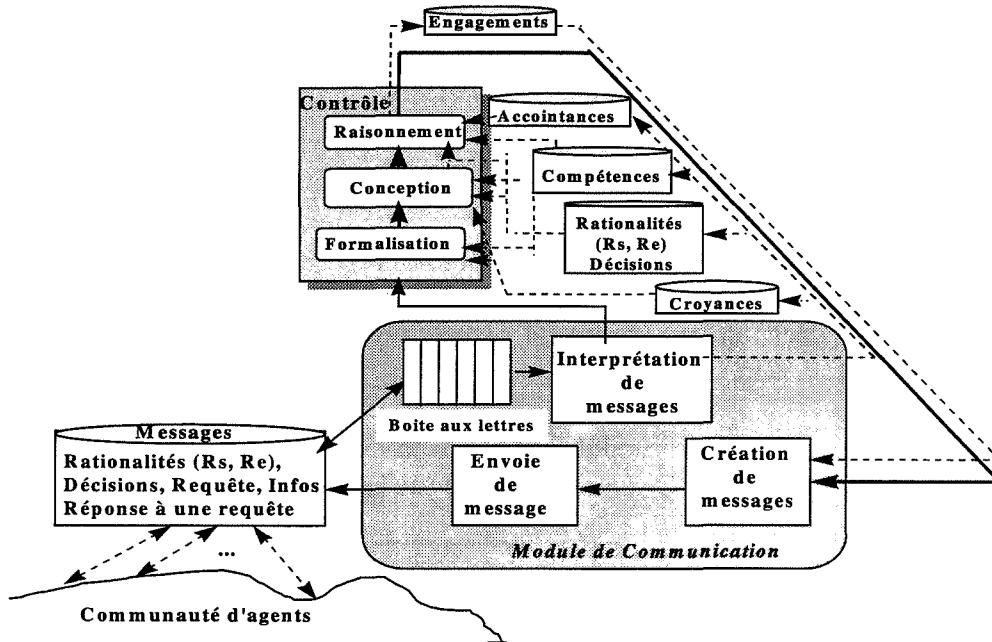 Engagements
Contrôle
Accointances
Raisonnement
Compétences
Conception
Rationalités
(Rs, Re)
Décisions
Formalisation
Croyances
Interprétation
de
messages
Boite aux lettres
Messages
Rationalités (Rs, Re),
Décisions, Requête, Infos
Réponse à une requête
Envoie
de
message
Création
de
messages
...
Module de Communication
Communauté d'agents